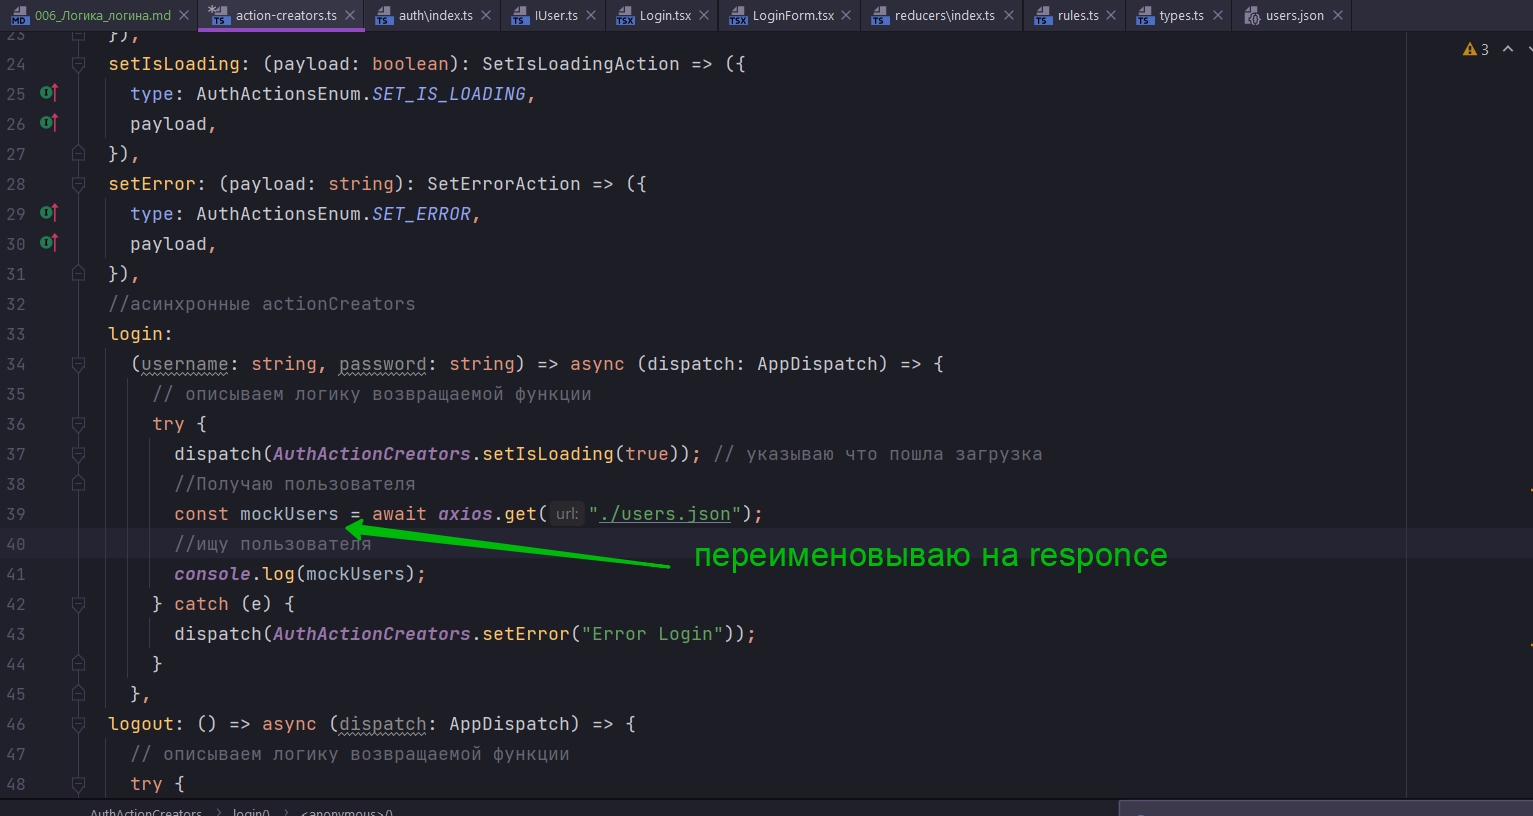 006_Логика_логина.md
action-creators.ts
auth\index.ts
IUser.ts
Login.tsx
LoginForm.tsx
reducers\index.ts
rules.ts
types.ts
users.json
3
23 }),
24 setIsLoading: (payload: boolean): SetIsLoadingAction => ({
25 type: AuthActionsEnum.SET_IS_LOADING,
26 payload,
27 }),
28 setError: (payload: string): SetErrorAction => ({
29 type: AuthActionsEnum.SET_ERROR,
30 payload,
31 }),
32 //асинхронные actionCreators
33 login:
34 (username: string, password: string) => async (dispatch: AppDispatch) => {
35 // описываем логику возвращаемой функции
36 try {
37 dispatch(AuthActionCreators.setIsLoading(true)); // указываю что пошла загрузка
38 //Получаю пользователя
39 const mockUsers = await axios.get( url: "./users.json");
40 //ищу пользователя
переименовываю на responce
41 console.log(mockUsers);
42 } catch (e) {
43 dispatch(AuthActionCreators.setError("Error Login"));
44 }
45 },
46 logout: () => async (dispatch: AppDispatch) => {
47 // описываем логику возвращаемой функции
48 try {
AuthActionCreators > login() > <anonymous>()